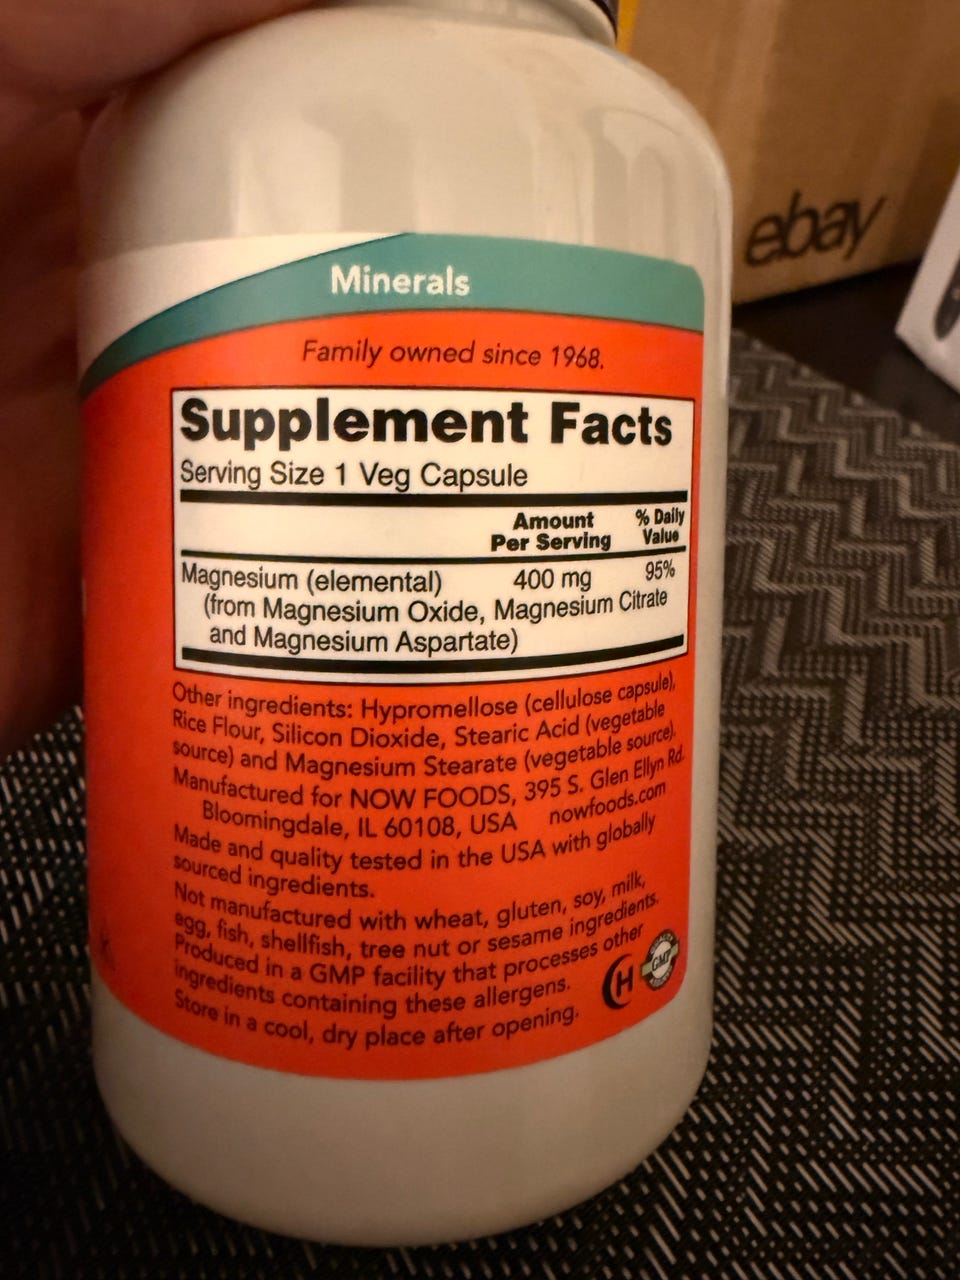 ebay
Minerals
Family owned since 1968.
Supplement Facts
Serving Size 1 Veg Capsule
Amount Per Serving
% Daily Value
Magnesium (elemental) 400 mg 95%
(from Magnesium Oxide, Magnesium Citrate
and Magnesium Aspartate)
Other ingredients: Hypromellose (cellulose capsule),
Rice Flour, Silicon Dioxide, Stearic Acid (vegetable
source) and Magnesium Stearate (vegetable source).
Manufactured for NOW FOODS, 395 S. Glen Ellyn Rd.
Bloomingdale, IL 60108, USA nowfoods.com
Made and quality tested in the USA with globally
sourced ingredients.
Not manufactured with wheat, gluten, soy, milk,
egg, fish, shellfish, tree nut or sesame ingredients.
Produced in a GMP facility that processes other
ingredients containing these allergens.
Store in a cool, dry place after opening.
H
GMP